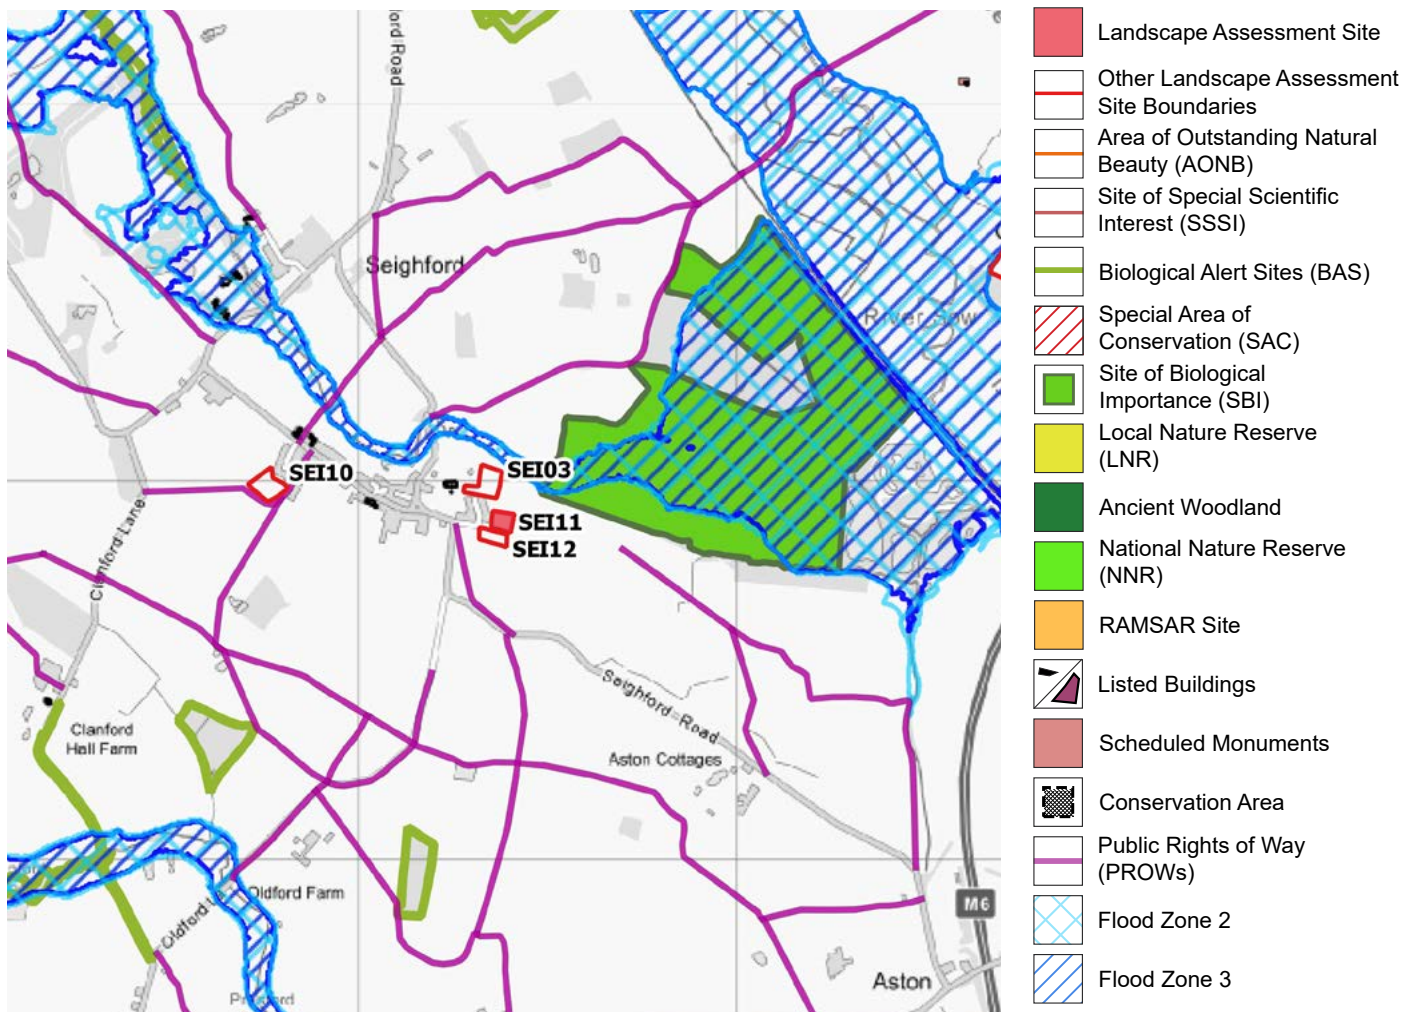 ford Road
Seighford
River Sow
SEI10
SEI03
SEI11
SEI12
Clanford Lane
Seighford Road
Clanford
Hall Farm
Aston Cottages
Oldford Farm
Oldford
M6
Aston
Landscape Assessment Site
Other Landscape Assessment
Site Boundaries
Area of Outstanding Natural
Beauty (AONB)
Site of Special Scientific
Interest (SSSI)
Biological Alert Sites (BAS)
Special Area of
Conservation (SAC)
Site of Biological
Importance (SBI)
Local Nature Reserve
(LNR)
Ancient Woodland
National Nature Reserve
(NNR)
RAMSAR Site
Listed Buildings
Scheduled Monuments
Conservation Area
Public Rights of Way
(PROWs)
Flood Zone 2
Flood Zone 3